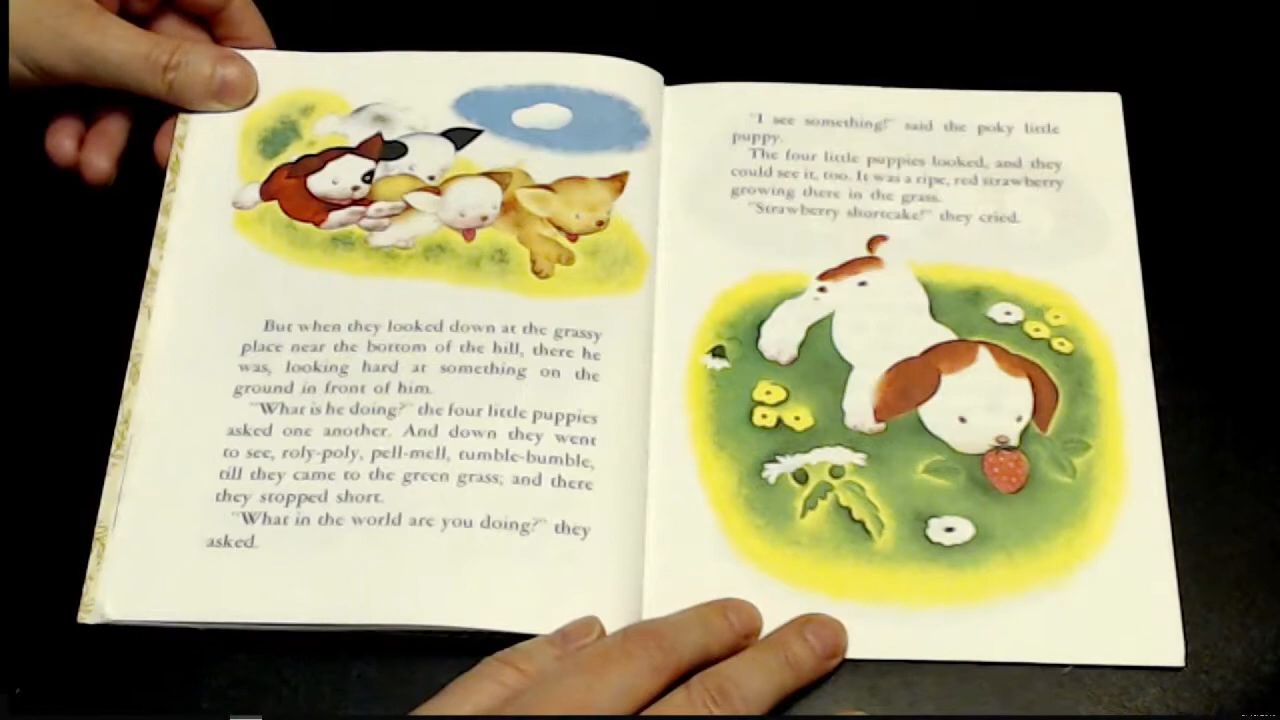 But when they looked down at the grassy
place near the bottom of the hill, there he
was, looking hard at something on the
ground in front of him.
"What is he doing?" the four little puppies
asked one another. And down they went
to see, roly-poly, pell-mell, tumble-bumble,
till they came to the green grass; and there
they stopped short.
"What in the world are you doing?" they
asked.
"I see something!" said the poky little
puppy.
The four little puppies looked, and they
could see it, too. It was a ripe, red strawberry
growing there in the grass.
"Strawberry shortcake!" they cried.